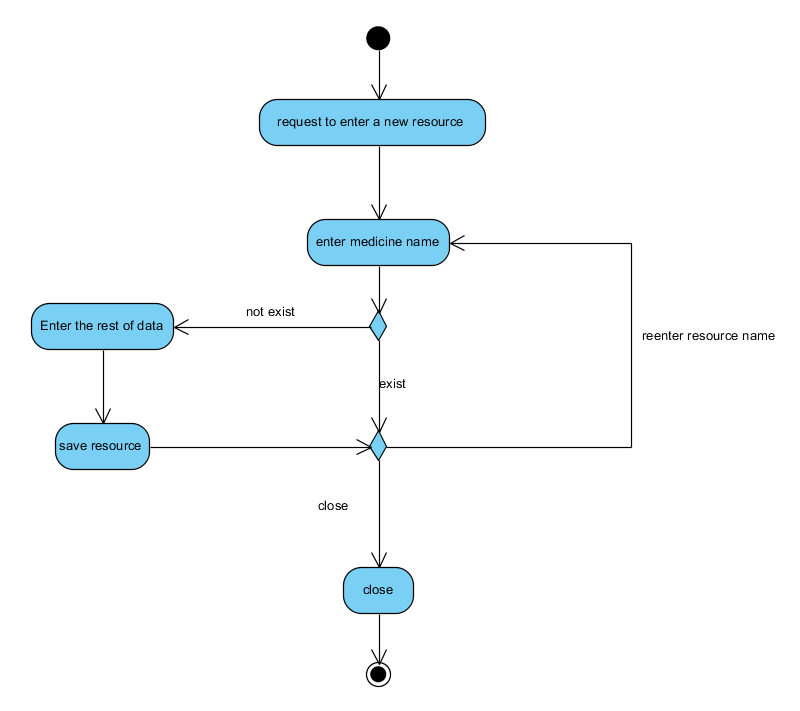 request to enter a new resource
enter medicine name
not exist
Enter the rest of data
reenter resource name
exist
save resource
close
close